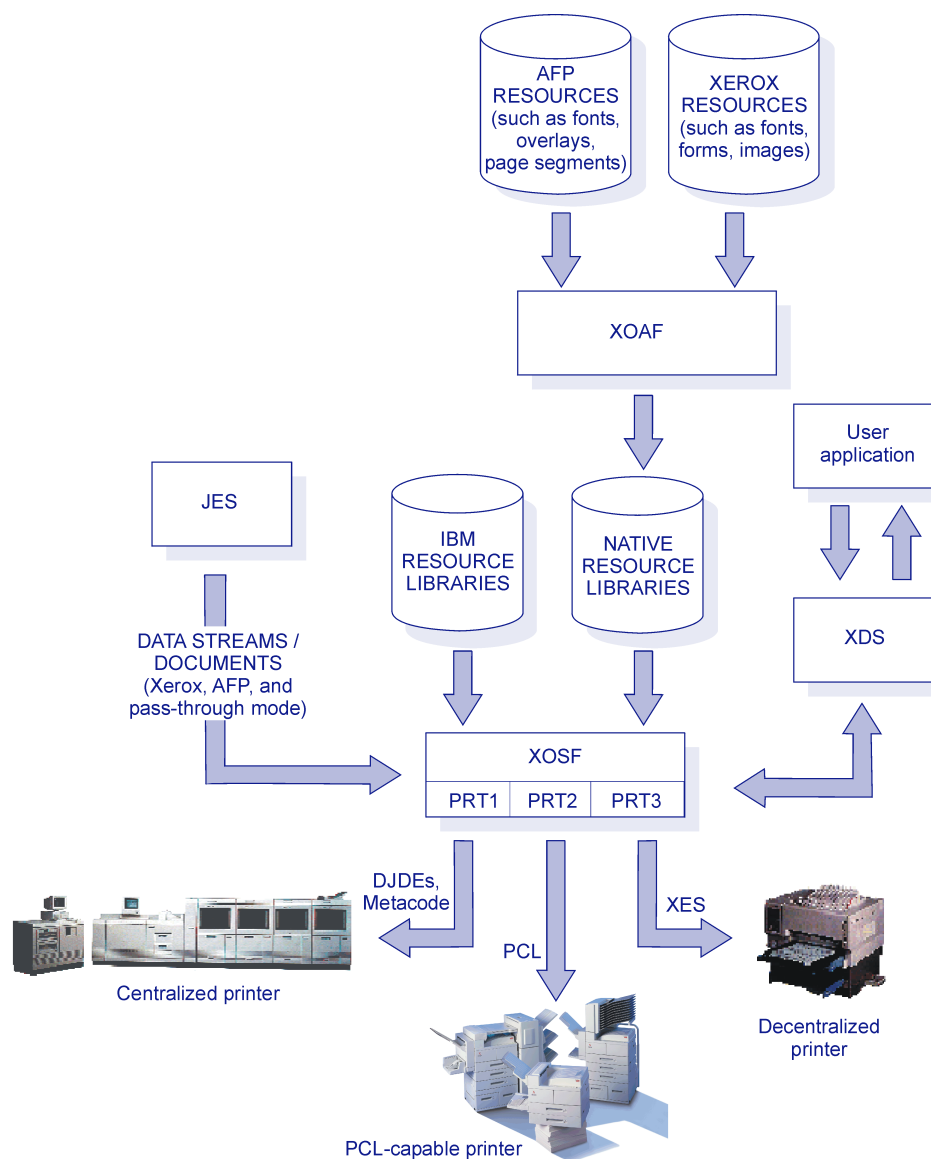 AFP
RESOURCES
(such as fonts,
overlays,
page segments)
XEROX
RESOURCES
(such as fonts,
forms, images)
XOAF
User
application
JES
IBM
RESOURCE
LIBRARIES
NATIVE
RESOURCE
LIBRARIES
XDS
DATA STREAMS /
DOCUMENTS
(Xerox, AFP, and
pass-through mode)
XOSF
PRT1
PRT2
PRT3
DJDEs,
Metacode
PCL
XES
Centralized printer
Decentralized
printer
PCL-capable printer